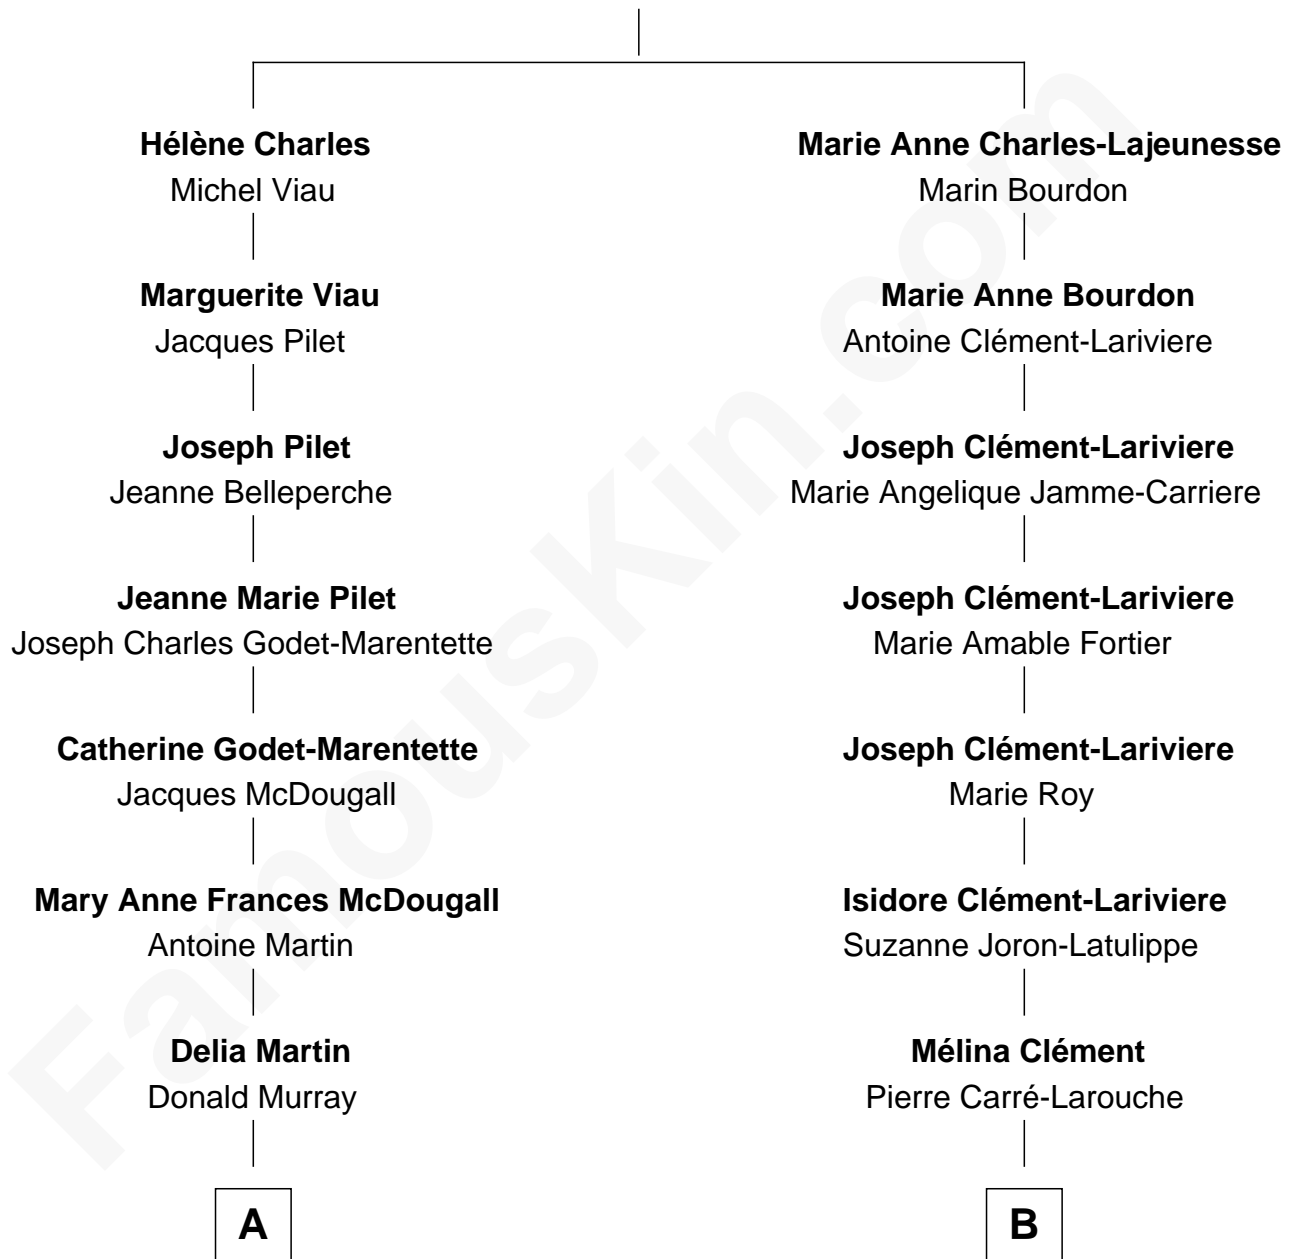 Hélène Charles
Michel Viau
Marguerite Viau
Jacques Pilet
Joseph Pilet
Jeanne Belleperche
Jeanne Marie Pilet
Joseph Charles Godet-Marentette
Catherine Godet-Marentette
Jacques McDougall
Mary Anne Frances McDougall
Antoine Martin
Delia Martin
Donald Murray
A
Marie Anne Charles-Lajeunesse
Marin Bourdon
Marie Anne Bourdon
Antoine Clément-Lariviere
Joseph Clément-Lariviere
Marie Angelique Jamme-Carriere
Joseph Clément-Lariviere
Marie Amable Fortier
Joseph Clément-Lariviere
Marie Roy
Isidore Clément-Lariviere
Suzanne Joron-Latulippe
Mélina Clément
Pierre Carré-Larouche
B
FamousKin.com